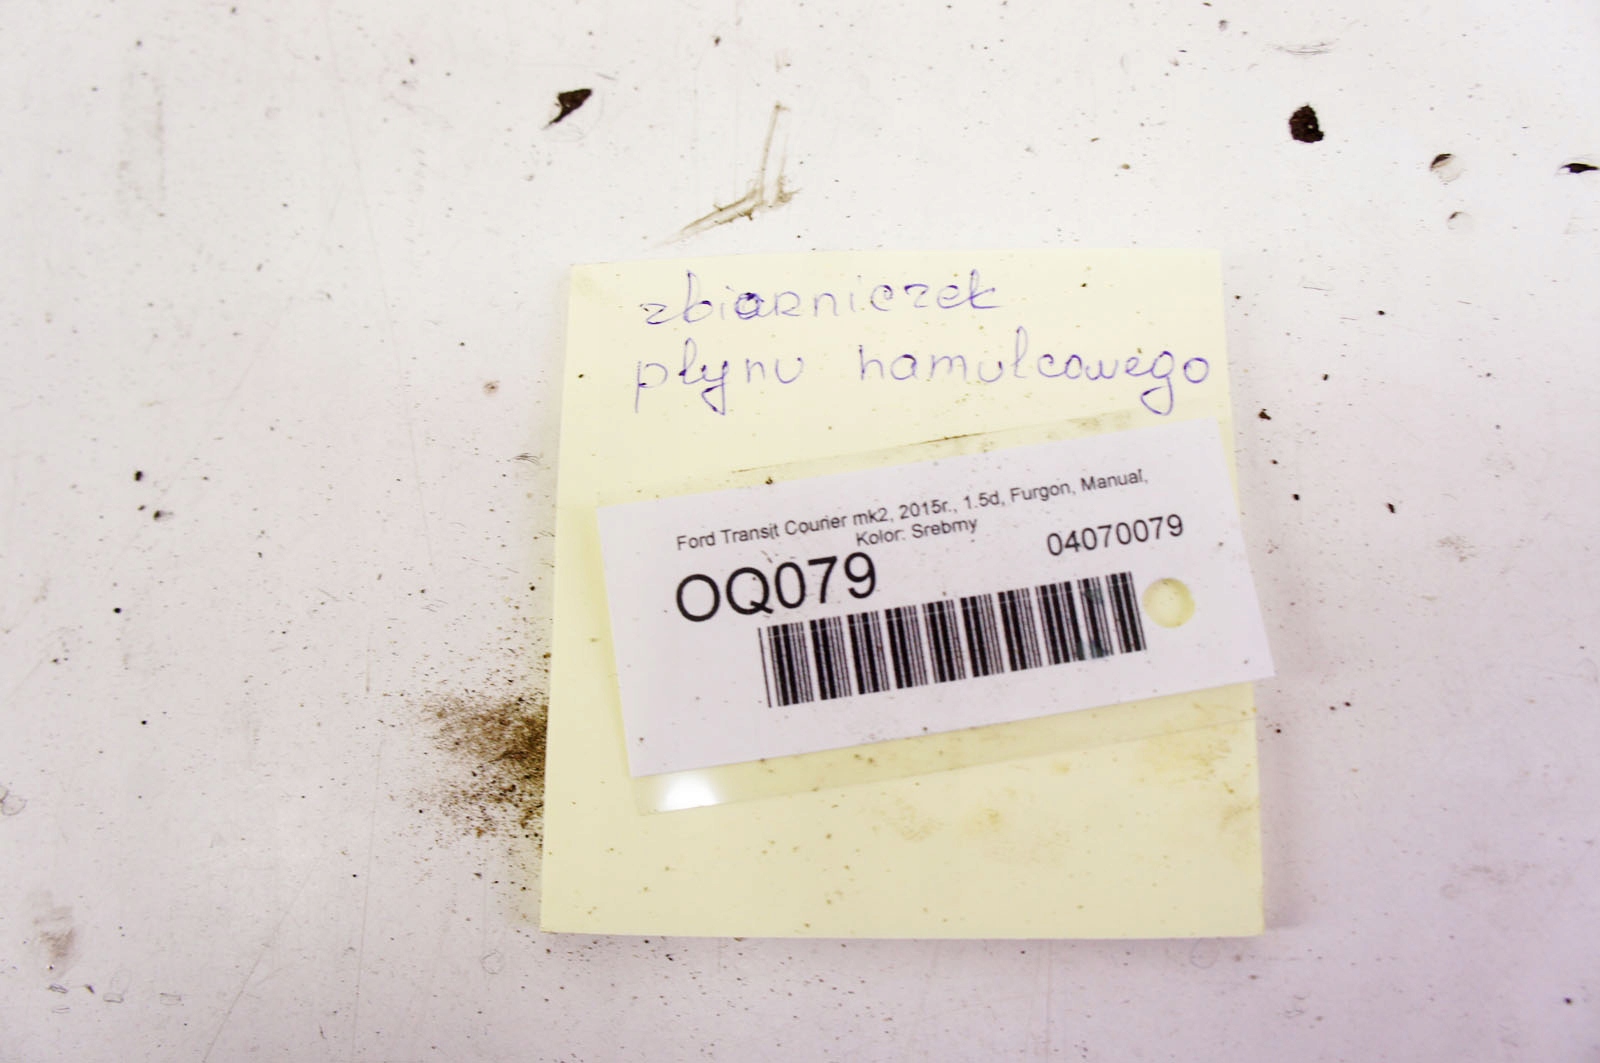 zbiorniczek
płynu hamulcowego
Ford Transit Courier mk2, 2015r., 1.5d, Furgon, Manual,
Kolor: Srebrny
OQ079
04070079